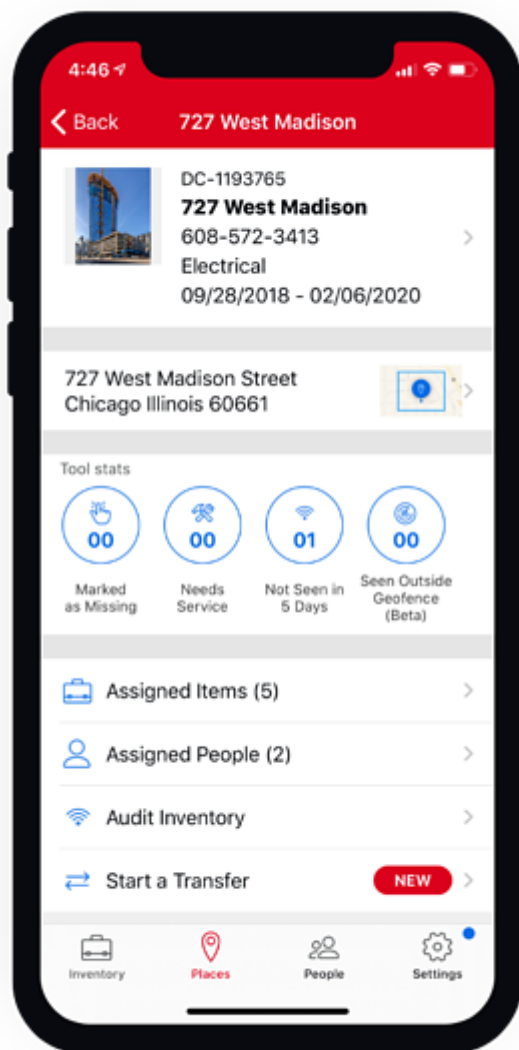 4:46
Back
727 West Madison
DC-1193765
727 West Madison
608-572-3413
Electrical
09/28/2018 - 02/06/2020
727 West Madison Street
Chicago Illinois 60661
Tool stats
00
00
01
00
Marked
as Missing
Needs
Service
Not Seen in
5 Days
Seen Outside
Geofence
(Beta)
Assigned Items (5)
Assigned People (2)
Audit Inventory
Start a Transfer
NEW
Inventory
Places
People
Settings